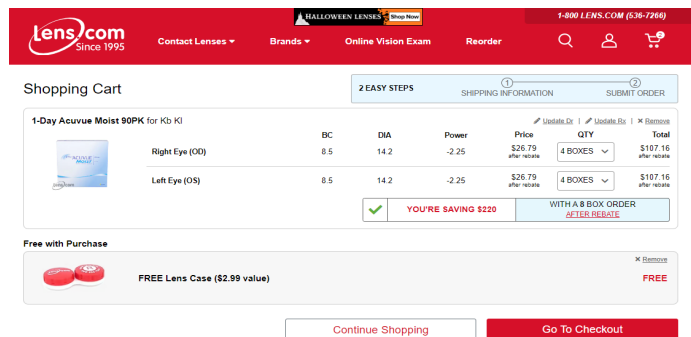 HALLOWEEN LENSES Shop Now
1-800 LENS.COM (536-7266)
Lens.com
Since 1995
Contact Lenses
Brands
Online Vision Exam
Reorder
Shopping Cart
2 EASY STEPS
1
SHIPPING INFORMATION
2
SUBMIT ORDER
1-Day Acuvue Moist 90PK for Kb Kl
Update Dr | Update Rx | × Remove
BC DIA Power Price QTY Total
Right Eye (OD) 8.5 14.2 -2.25 $26.79 4 BOXES $107.16
after rebate after rebate
Left Eye (OS) 8.5 14.2 -2.25 $26.79 4 BOXES $107.16
after rebate after rebate
ACUVUE
Moist
YOU'RE SAVING $220
WITH A 8 BOX ORDER
AFTER REBATE
Free with Purchase
× Remove
FREE Lens Case ($2.99 value) FREE
Continue Shopping
Go To Checkout